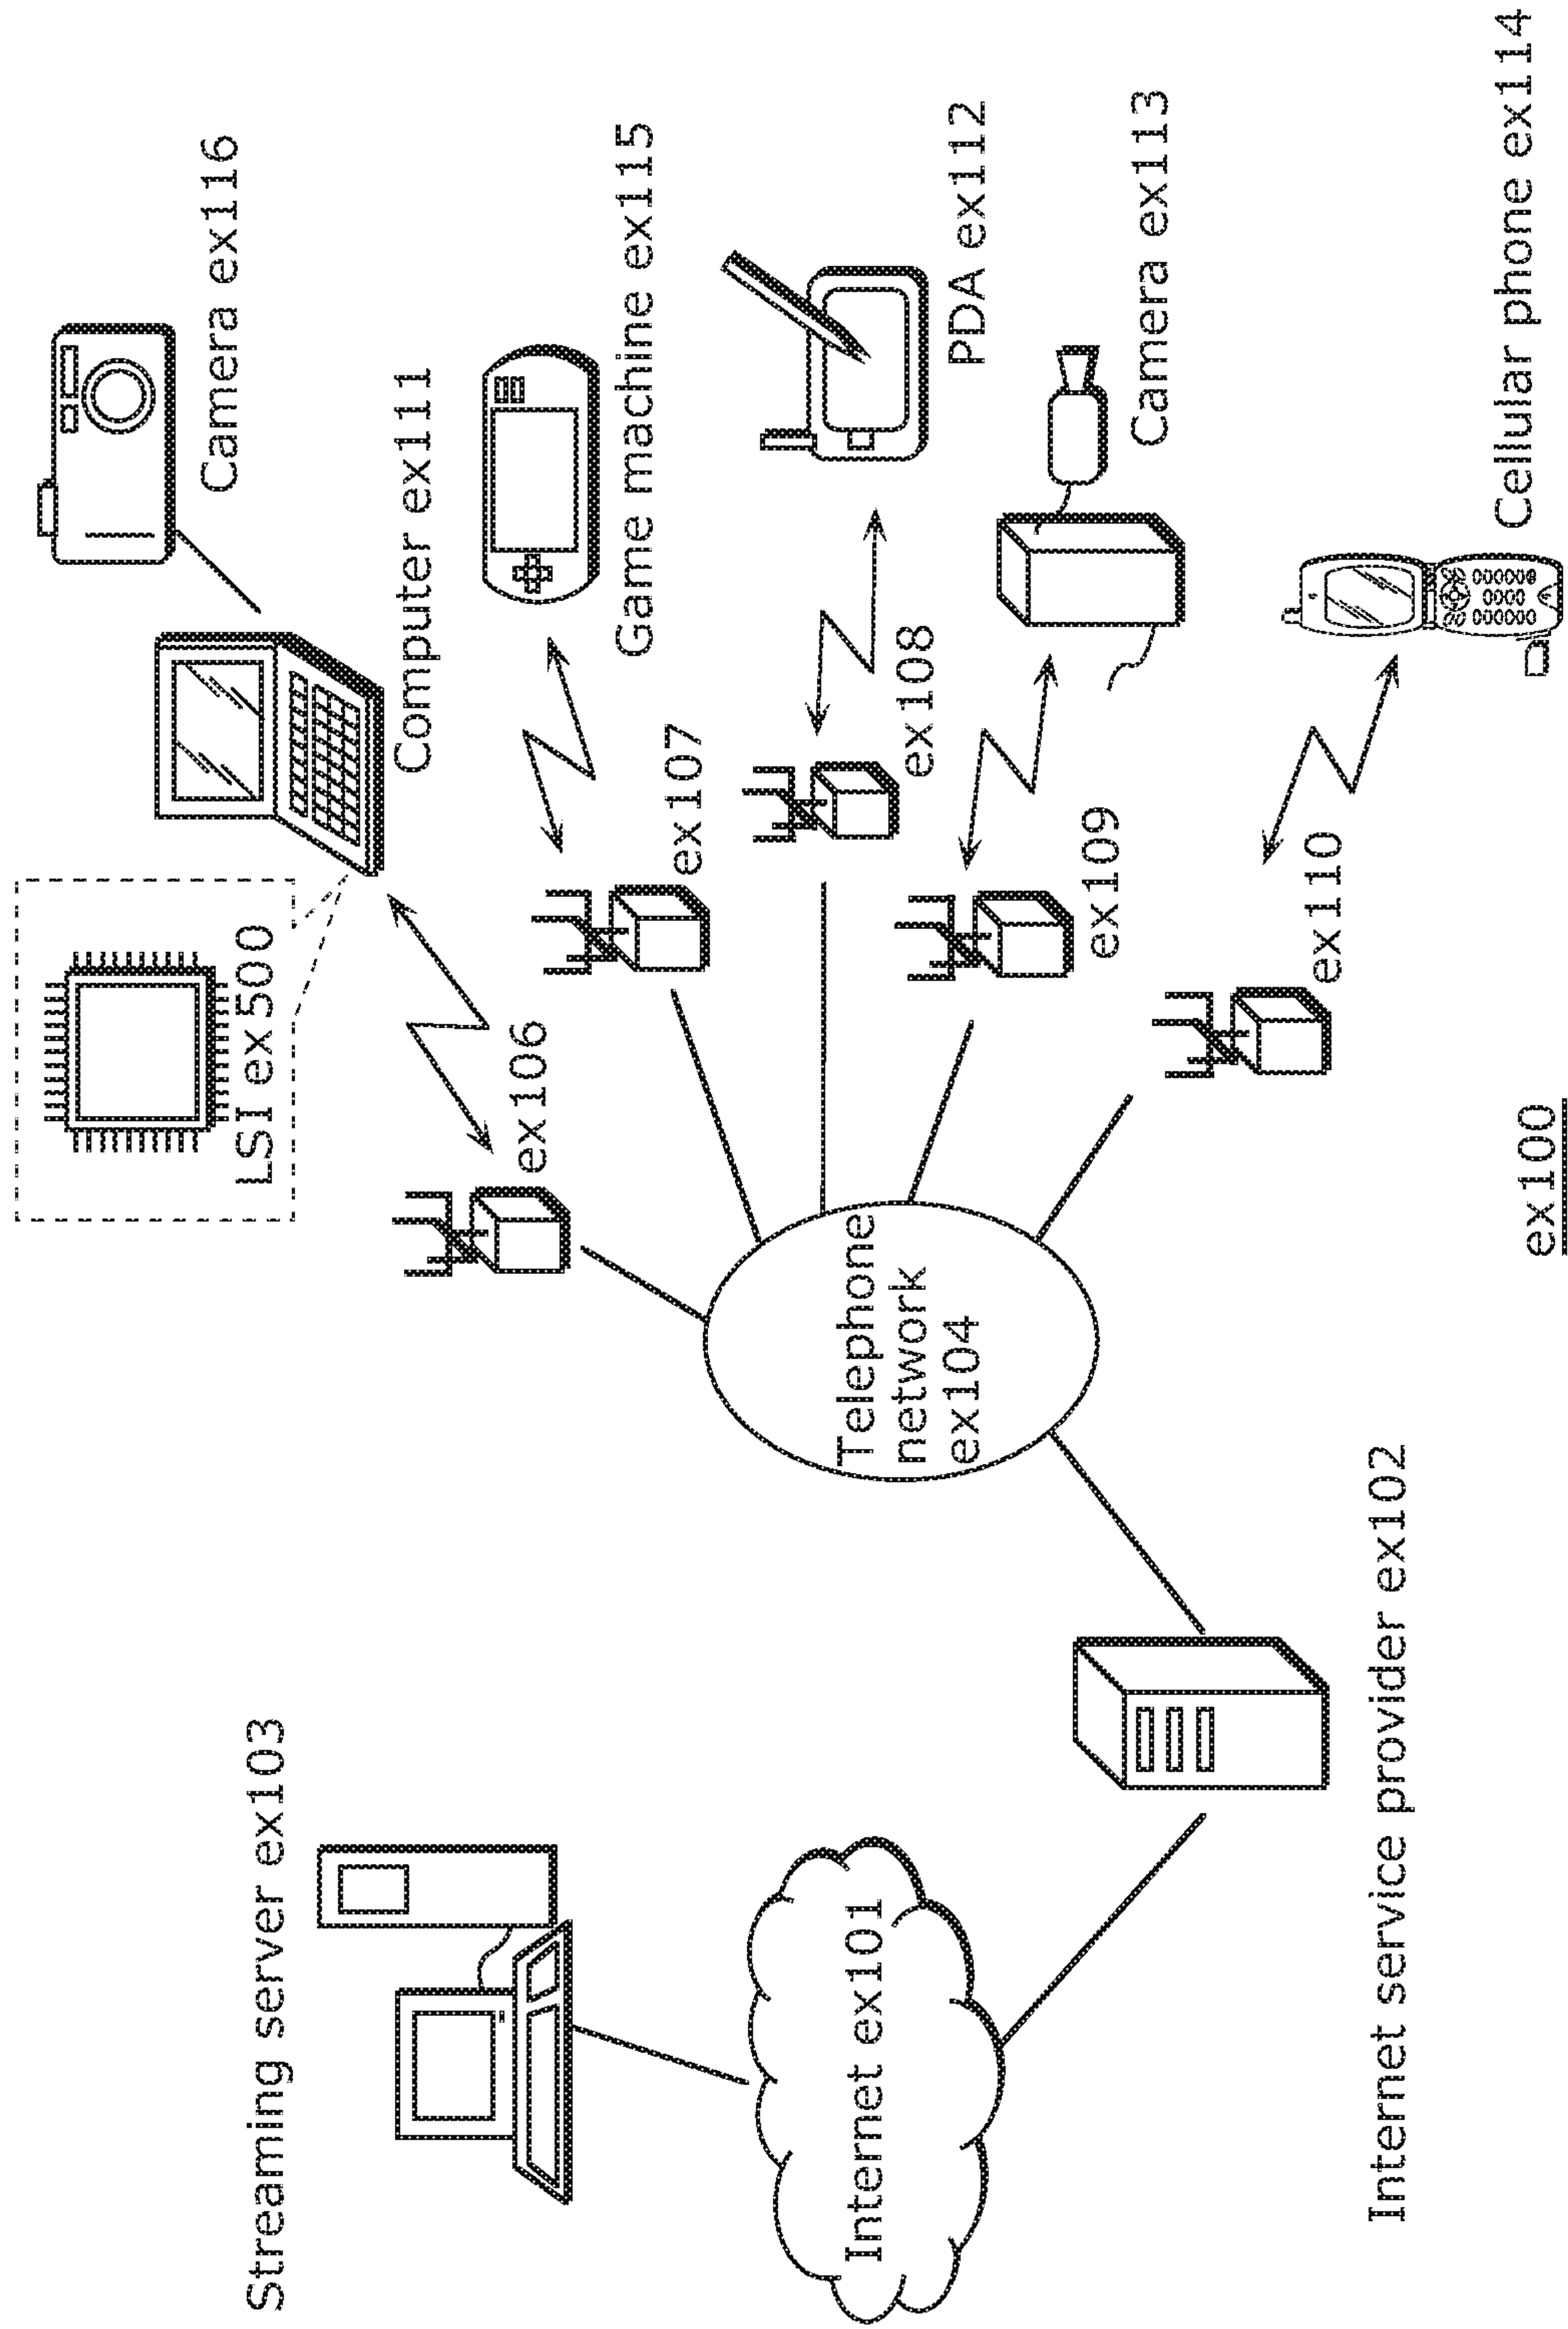 Streaming server ex103
Internet ex101
Internet service provider ex102
Telephone
network
ex104
LSI ex500
ex106
ex107
ex108
ex109
ex110
Camera ex116
Computer ex111
Game machine ex115
PDA ex112
Camera ex113
Cellular phone ex114
ex100